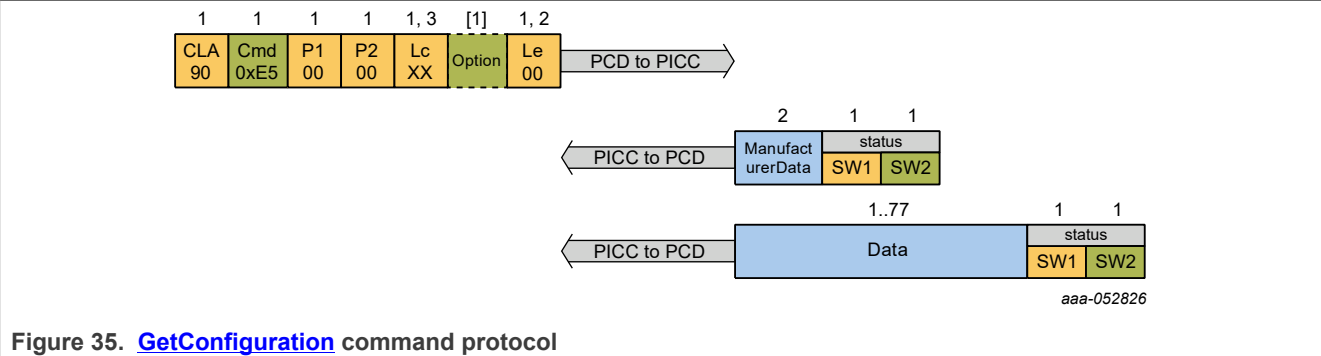 1 1 1 1 1, 3 [1] 1, 2
CLA Cmd P1 P2 Lc Option Le
90 0xE5 00 00 XX 00
PCD to PICC
2 1 1
PICC to PCD
Manufact
urerData
status
SW1 SW2
1..77 1 1
PICC to PCD
Data
status
SW1 SW2
aaa-052826
Figure 35. GetConfiguration command protocol